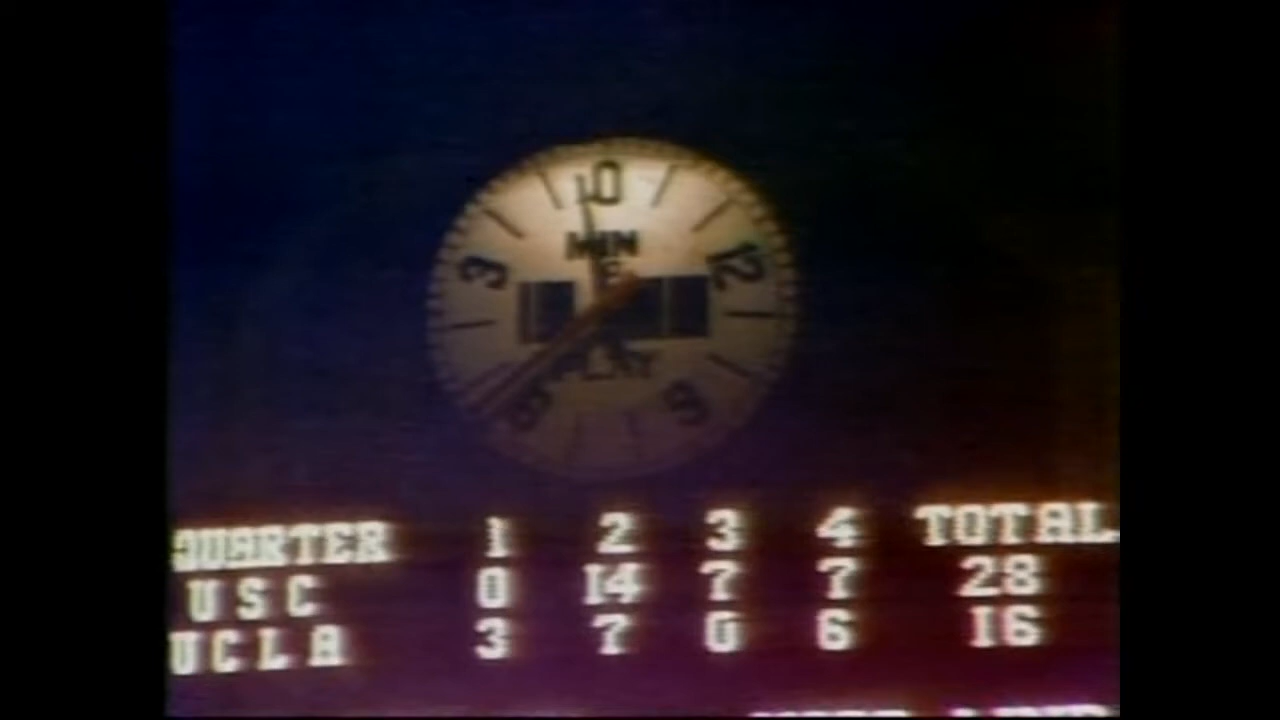 0
3 12
MIN
PLAY
6 9
QUARTER 1 2 3 4 TOTAL
USC 0 14 7 7 28
UCLA 3 7 0 6 16